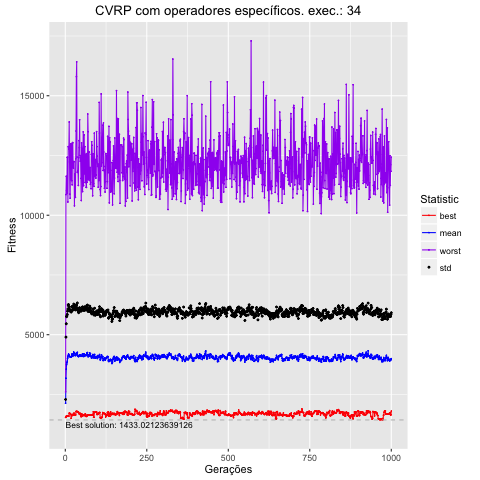 CVRP com operadores específicos. exec.: 34
15000
10000
5000
Fitness
Best solution: 1433.02123639126
0
250
500
750
1000
Gerações
Statistic
best
mean
worst
std